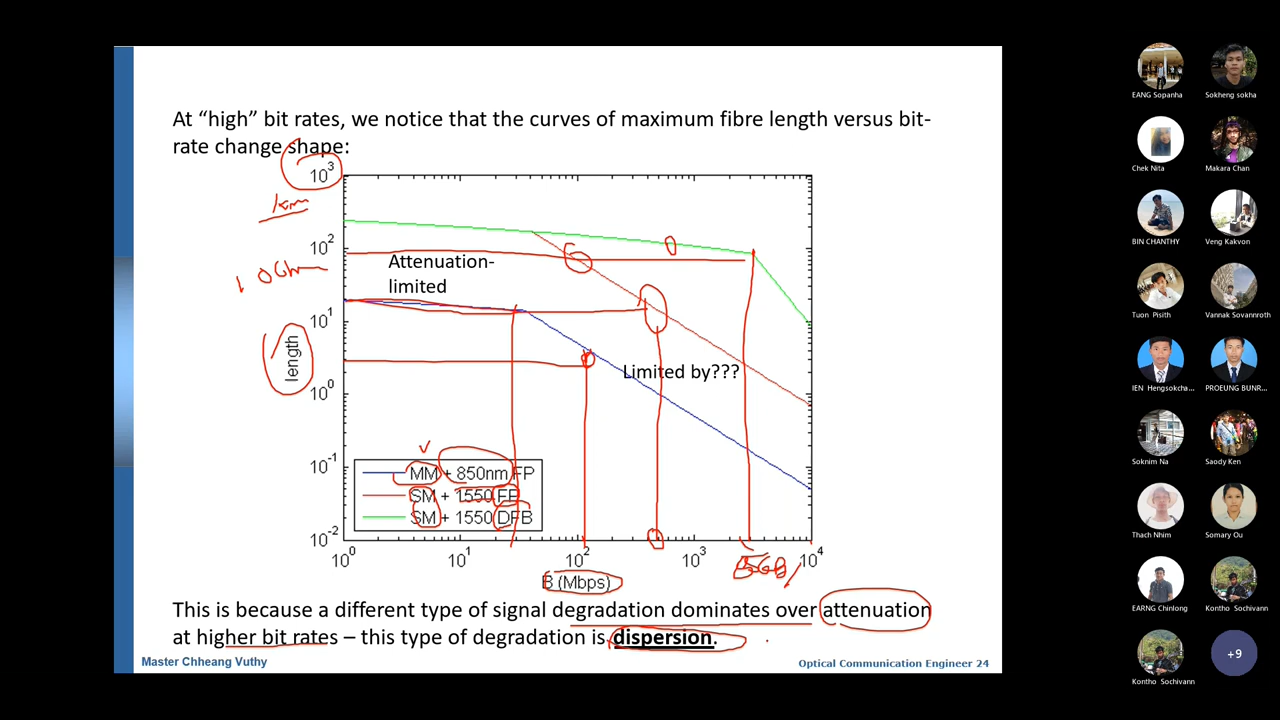 At “high” bit rates, we notice that the curves of maximum fibre length versus bit-
rate change shape:
10³
km
10²
100km
Attenuation-
limited
10¹
length
Limited by???
10⁰
10⁻¹
MM + 850nm FP
SM + 1550 FP
SM + 1550 DFB
10⁻²
10⁰ 10¹ 10² 10³ 10⁴
B (Mbps)
This is because a different type of signal degradation dominates over attenuation
at higher bit rates – this type of degradation is dispersion.
Master Chheang Vuthy
Optical Communication Engineer 24
EANG Sopanha
Sokheng sokha
Chek Nita
Makara Chan
BIN CHANTHY
Veng Kakvon
Tuon Pisith
Vannak Sovannroth
IEN Hengsokcha...
PROEUNG BUNR...
Soknim Na
Saody Ken
Thach Nhim
Somary Ou
EARNG Chinlong
Kontho Sochivann
Kontho Sochivann
+9